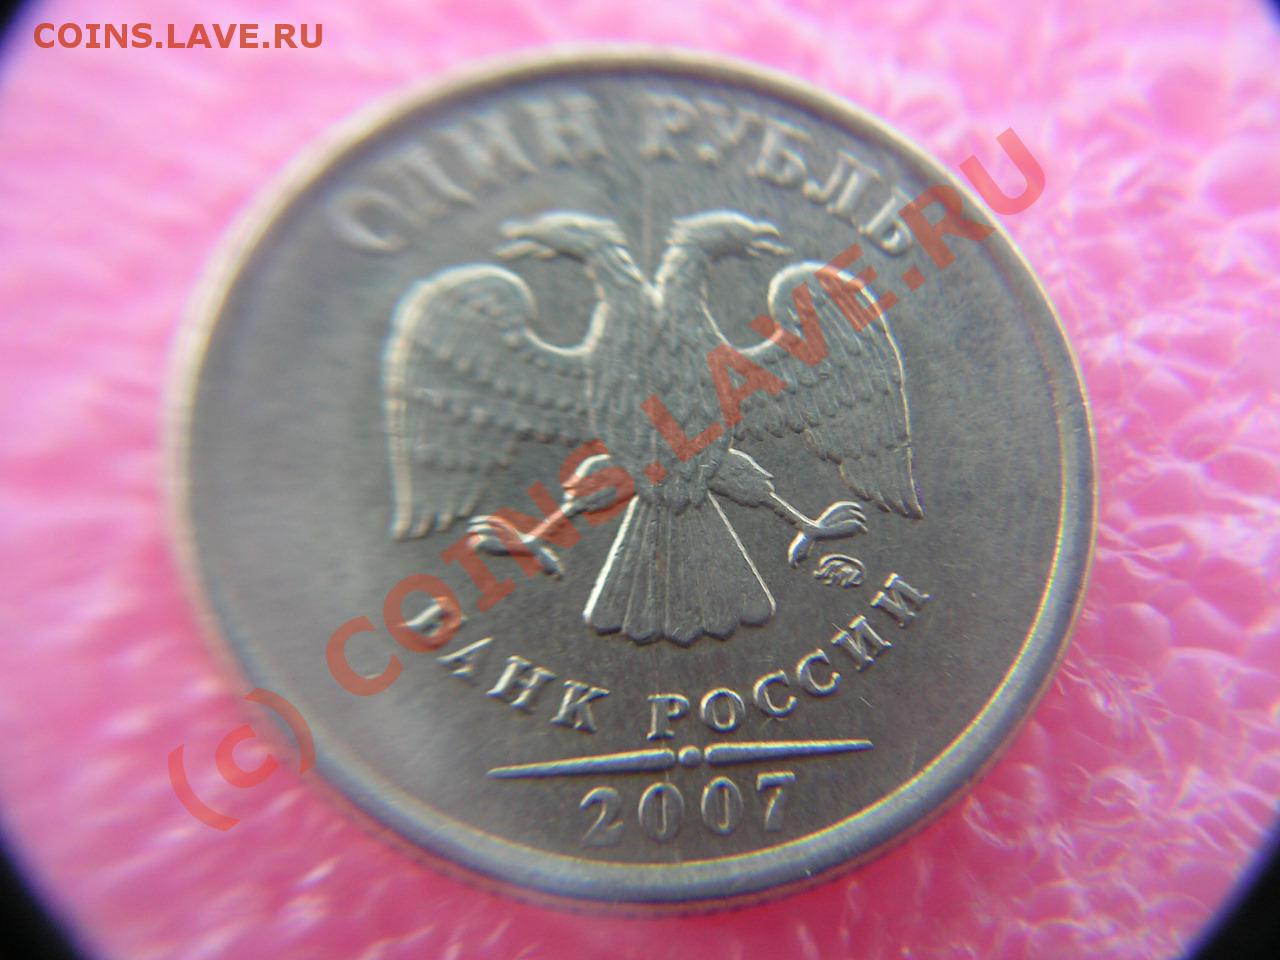 COINS.LAVE.RU
ОДИН РУБЛЬ
БАНК РОССИИ
2007
(c) COINS.LAVE.RU